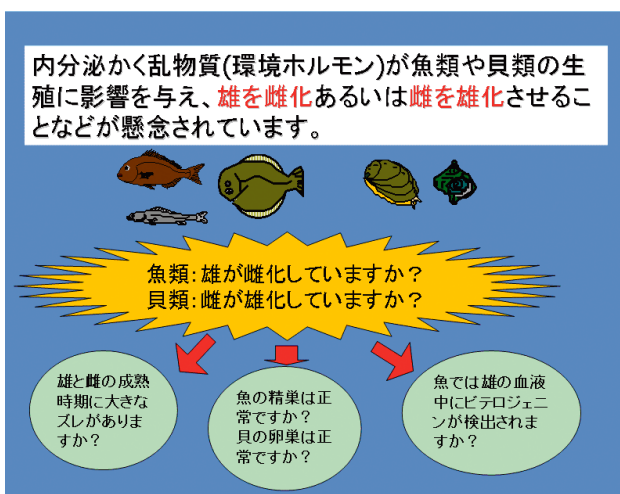 内分泌かく乱物質(環境ホルモン)が魚類や貝類の生
殖に影響を与え、雄を雌化あるいは雌を雄化させるこ
となどが懸念されています。
魚類:雄が雌化していますか?
貝類:雌が雄化していますか?
雄と雌の成熟
時期に大きな
ズレがありま
すか?
魚の精巣は正
常ですか?
貝の卵巣は正
常ですか?
魚では雄の血液
中にビテロジェニ
ンが検出されま
すか?